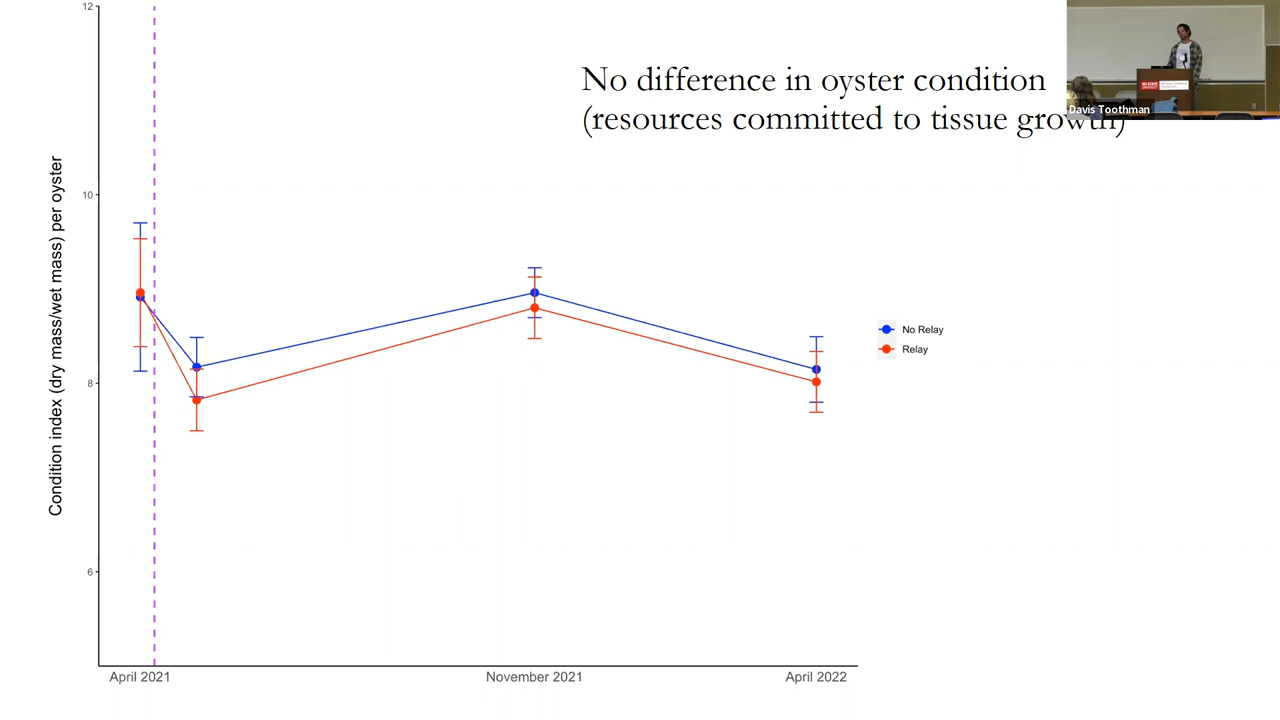 12
No difference in oyster condition
(resources committed to tissue growth)
Davis Toothman
Condition index (dry mass/wet mass) per oyster
10
8
6
No Relay
Relay
April 2021
November 2021
April 2022